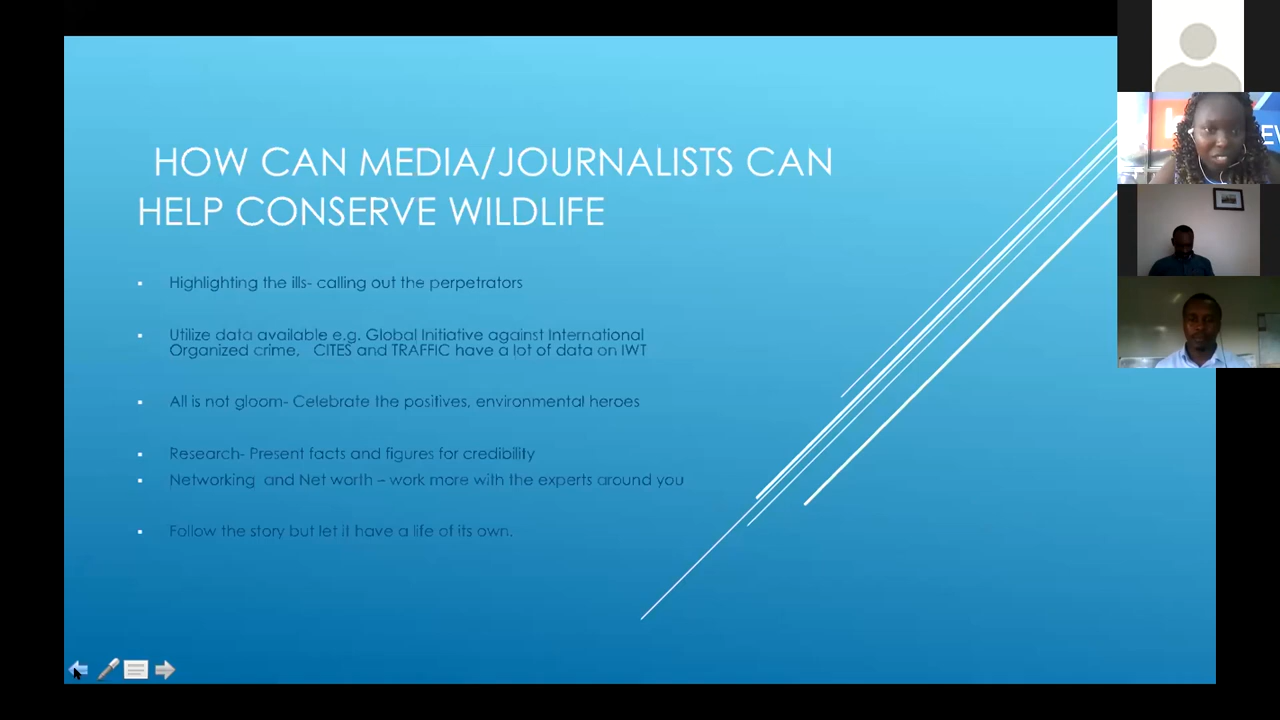 HOW CAN MEDIA/JOURNALISTS CAN
HELP CONSERVE WILDLIFE
Highlighting the ills- calling out the perpetrators
Utilize data available e.g. Global Initiative against International
Organized crime, CITES and TRAFFIC have a lot of data on IWT
All is not gloom- Celebrate the positives, environmental heroes
Research- Present facts and figures for credibility
Networking and Net worth – work more with the experts around you
Follow the story but let it have a life of its own.